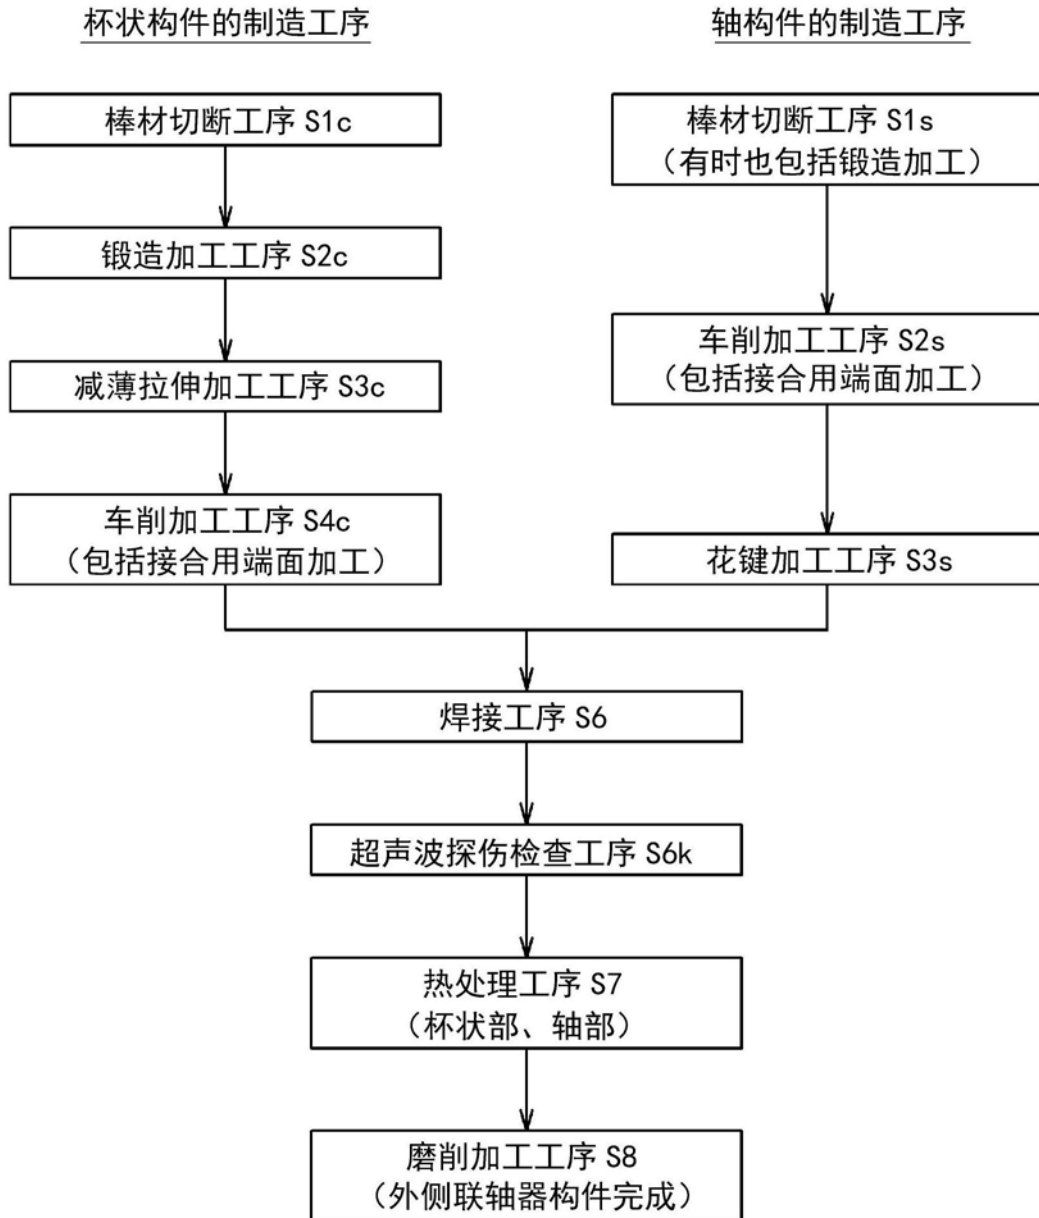 杯状构件的制造工序
棒材切断工序 S1c
锻造加工工序 S2c
减薄拉伸加工工序 S3c
车削加工工序 S4c
（包括接合用端面加工）
轴构件的制造工序
棒材切断工序 S1s
（有时也包括锻造加工）
车削加工工序 S2s
（包括接合用端面加工）
花键加工工序 S3s
焊接工序 S6
超声波探伤检查工序 S6k
热处理工序 S7
（杯状部、轴部）
磨削加工工序 S8
（外侧联轴器构件完成）